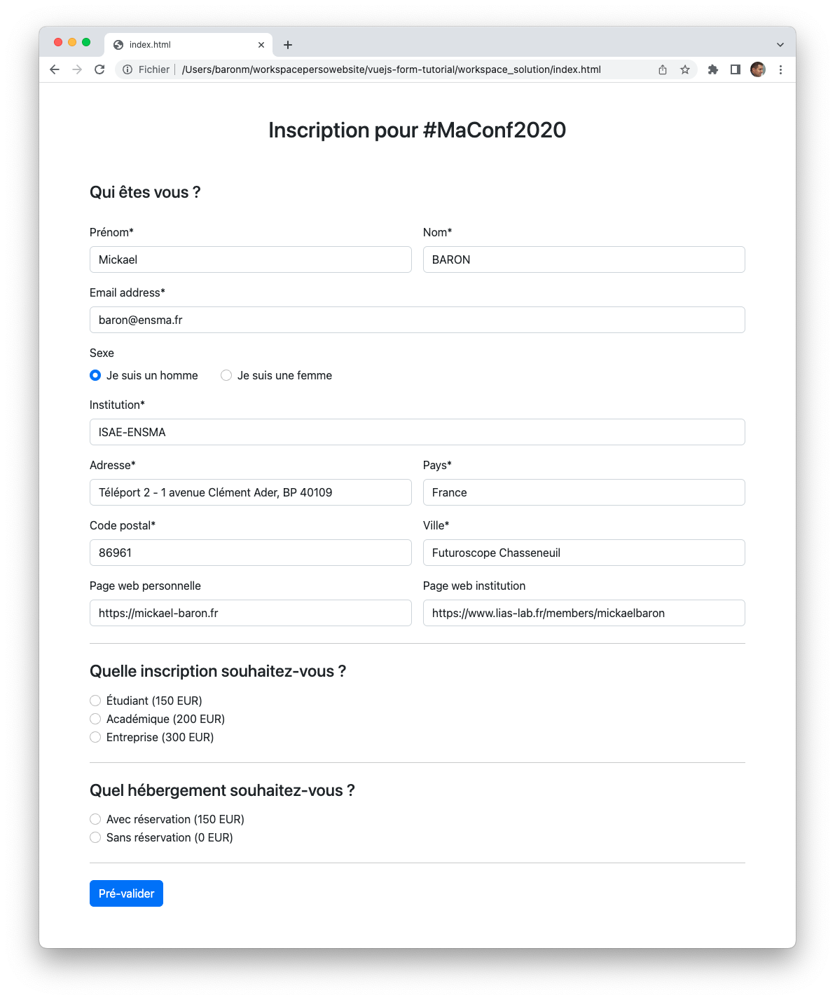 index.html
Fichier /Users/baronm/workspacepersowebsite/vuejs-form-tutorial/workspace_solution/index.html
Inscription pour #MaConf2020
Qui êtes vous ?
Prénom* Nom*
Mickael BARON
Email address*
baron@ensma.fr
Sexe
Je suis un homme Je suis une femme
Institution*
ISAE-ENSMA
Adresse* Pays*
Téléport 2 - 1 avenue Clément Ader, BP 40109 France
Code postal* Ville*
86961 Futuroscope Chasseneuil
Page web personnelle Page web institution
https://mickael-baron.fr https://www.lias-lab.fr/members/mickaelbaron
Quelle inscription souhaitez-vous ?
Étudiant (150 EUR)
Académique (200 EUR)
Entreprise (300 EUR)
Quel hébergement souhaitez-vous ?
Avec réservation (150 EUR)
Sans réservation (0 EUR)
Pré-valider